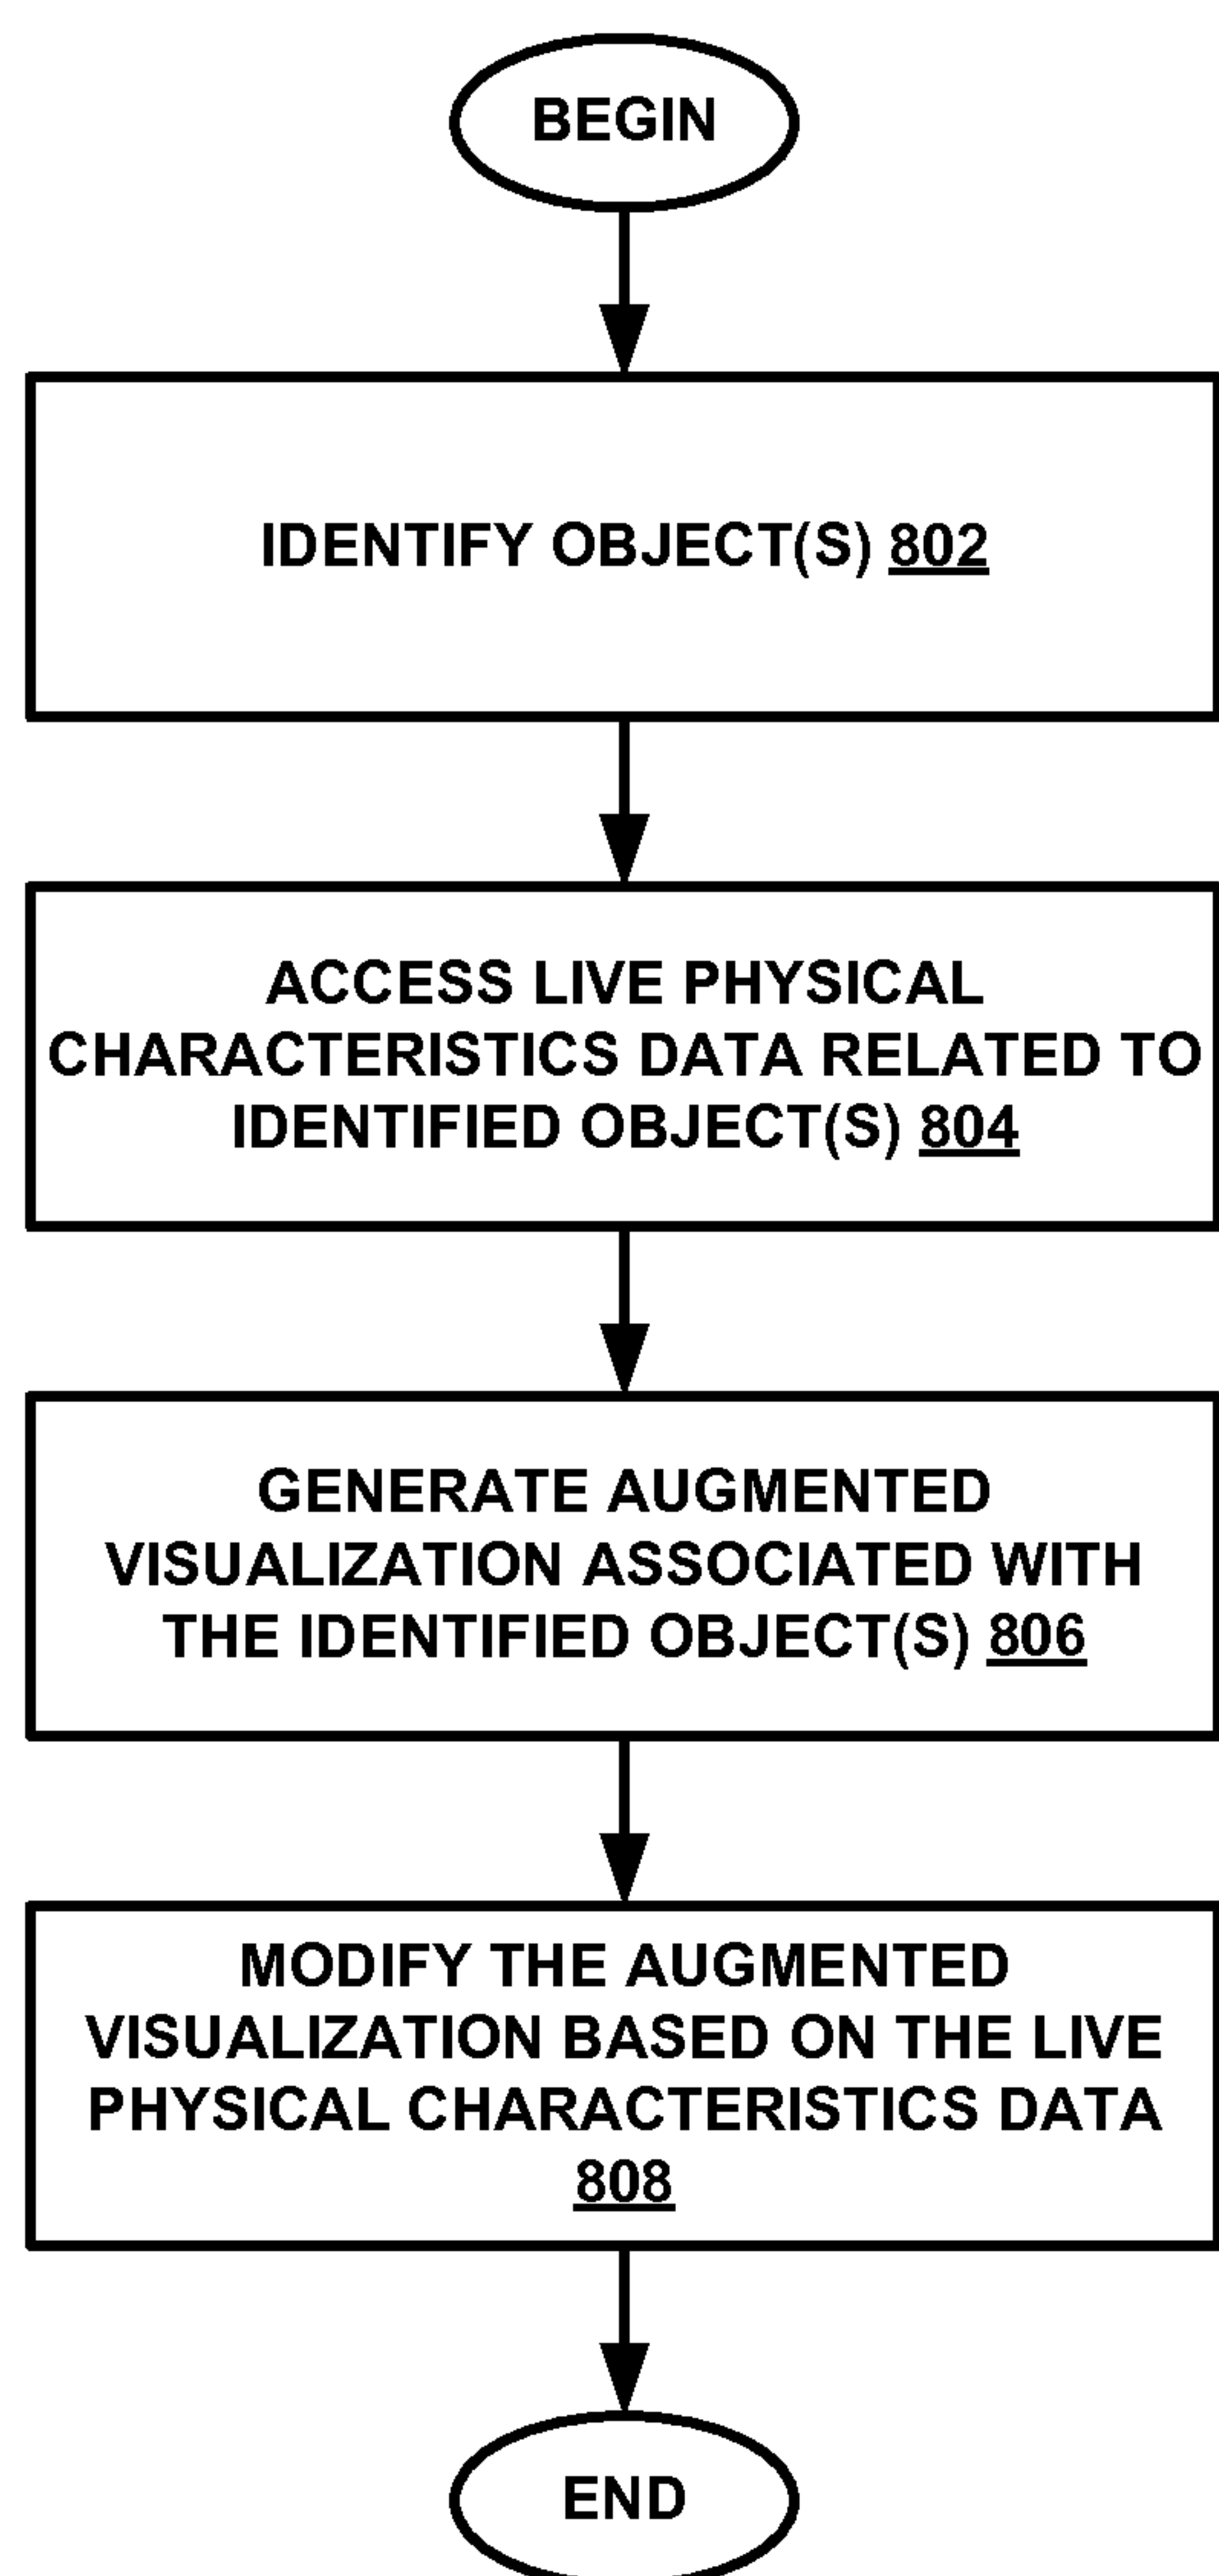 BEGIN
IDENTIFY OBJECT(S) 802
ACCESS LIVE PHYSICAL
CHARACTERISTICS DATA RELATED TO
IDENTIFIED OBJECT(S) 804
GENERATE AUGMENTED
VISUALIZATION ASSOCIATED WITH
THE IDENTIFIED OBJECT(S) 806
MODIFY THE AUGMENTED
VISUALIZATION BASED ON THE LIVE
PHYSICAL CHARACTERISTICS DATA
808
END